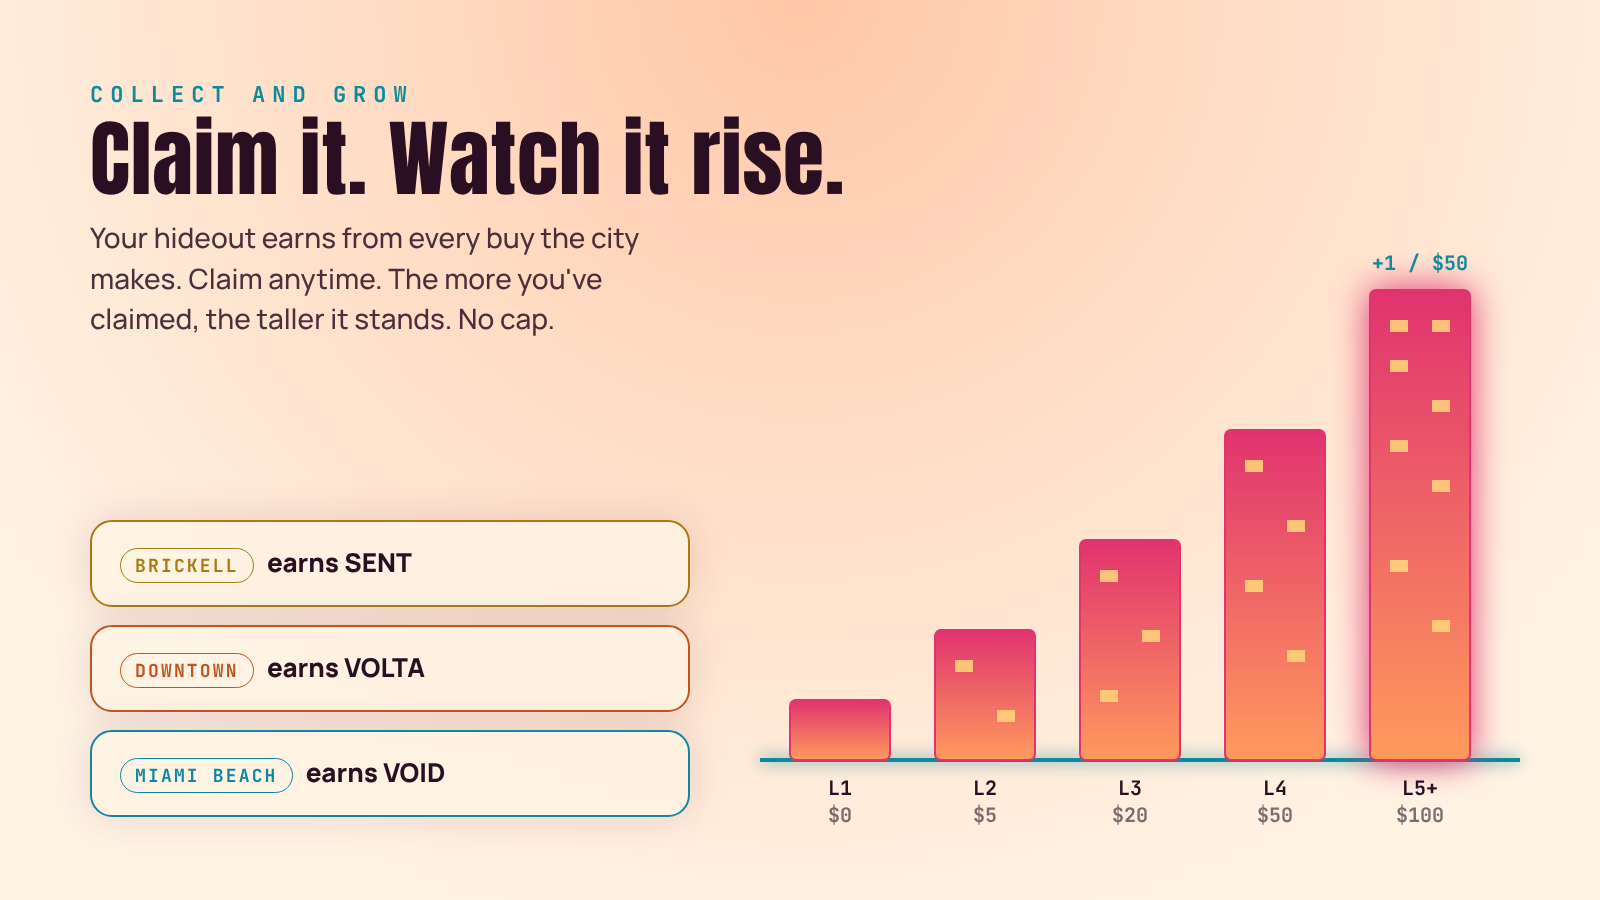 COLLECT AND GROW
Claim it. Watch it rise.
Your hideout earns from every buy the city
makes. Claim anytime. The more you've
claimed, the taller it stands. No cap.
BRICKELL earns SENT
DOWNTOWN earns VOLTA
MIAMI BEACH earns VOID
+1 / $50
L1 L2 L3 L4 L5+
$0 $5 $20 $50 $100